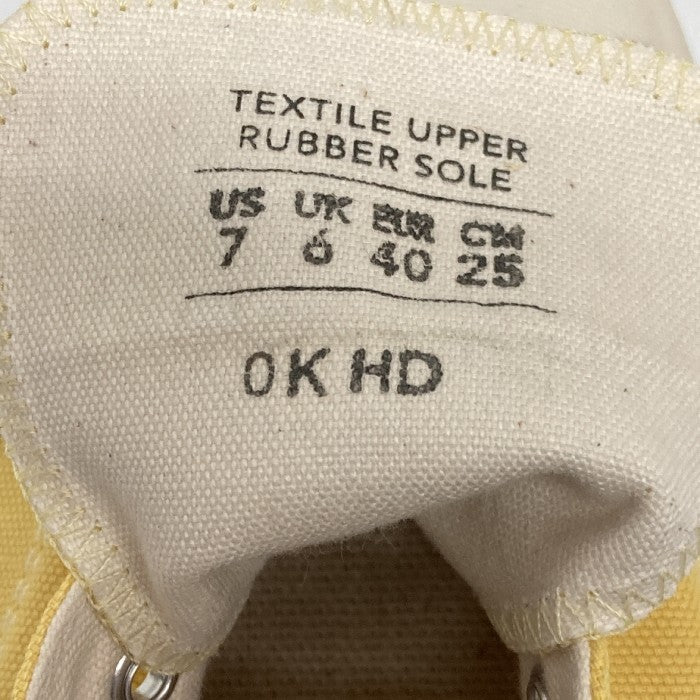 TEXTILE UPPER
RUBBER SOLE
US UK EUR CM
7 6 40 25
0K HD